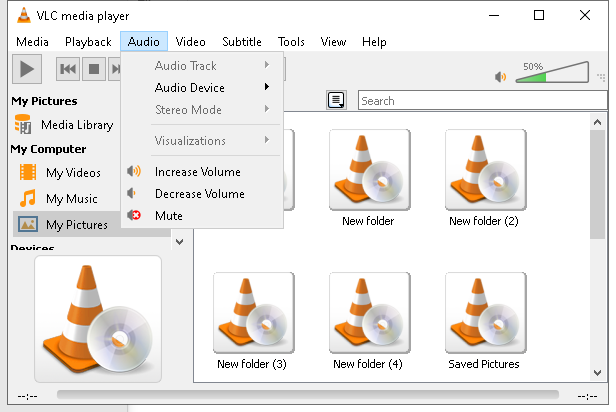 VLC media player
Media Playback Audio Video Subtitle Tools View Help
50%
Audio Track
Audio Device
Stereo Mode
Visualizations
Increase Volume
Decrease Volume
Mute
My Pictures
Media Library
My Computer
My Videos
My Music
My Pictures
Devices
Search
New folder
New folder (2)
New folder (3)
New folder (4)
Saved Pictures
--:--
--:--